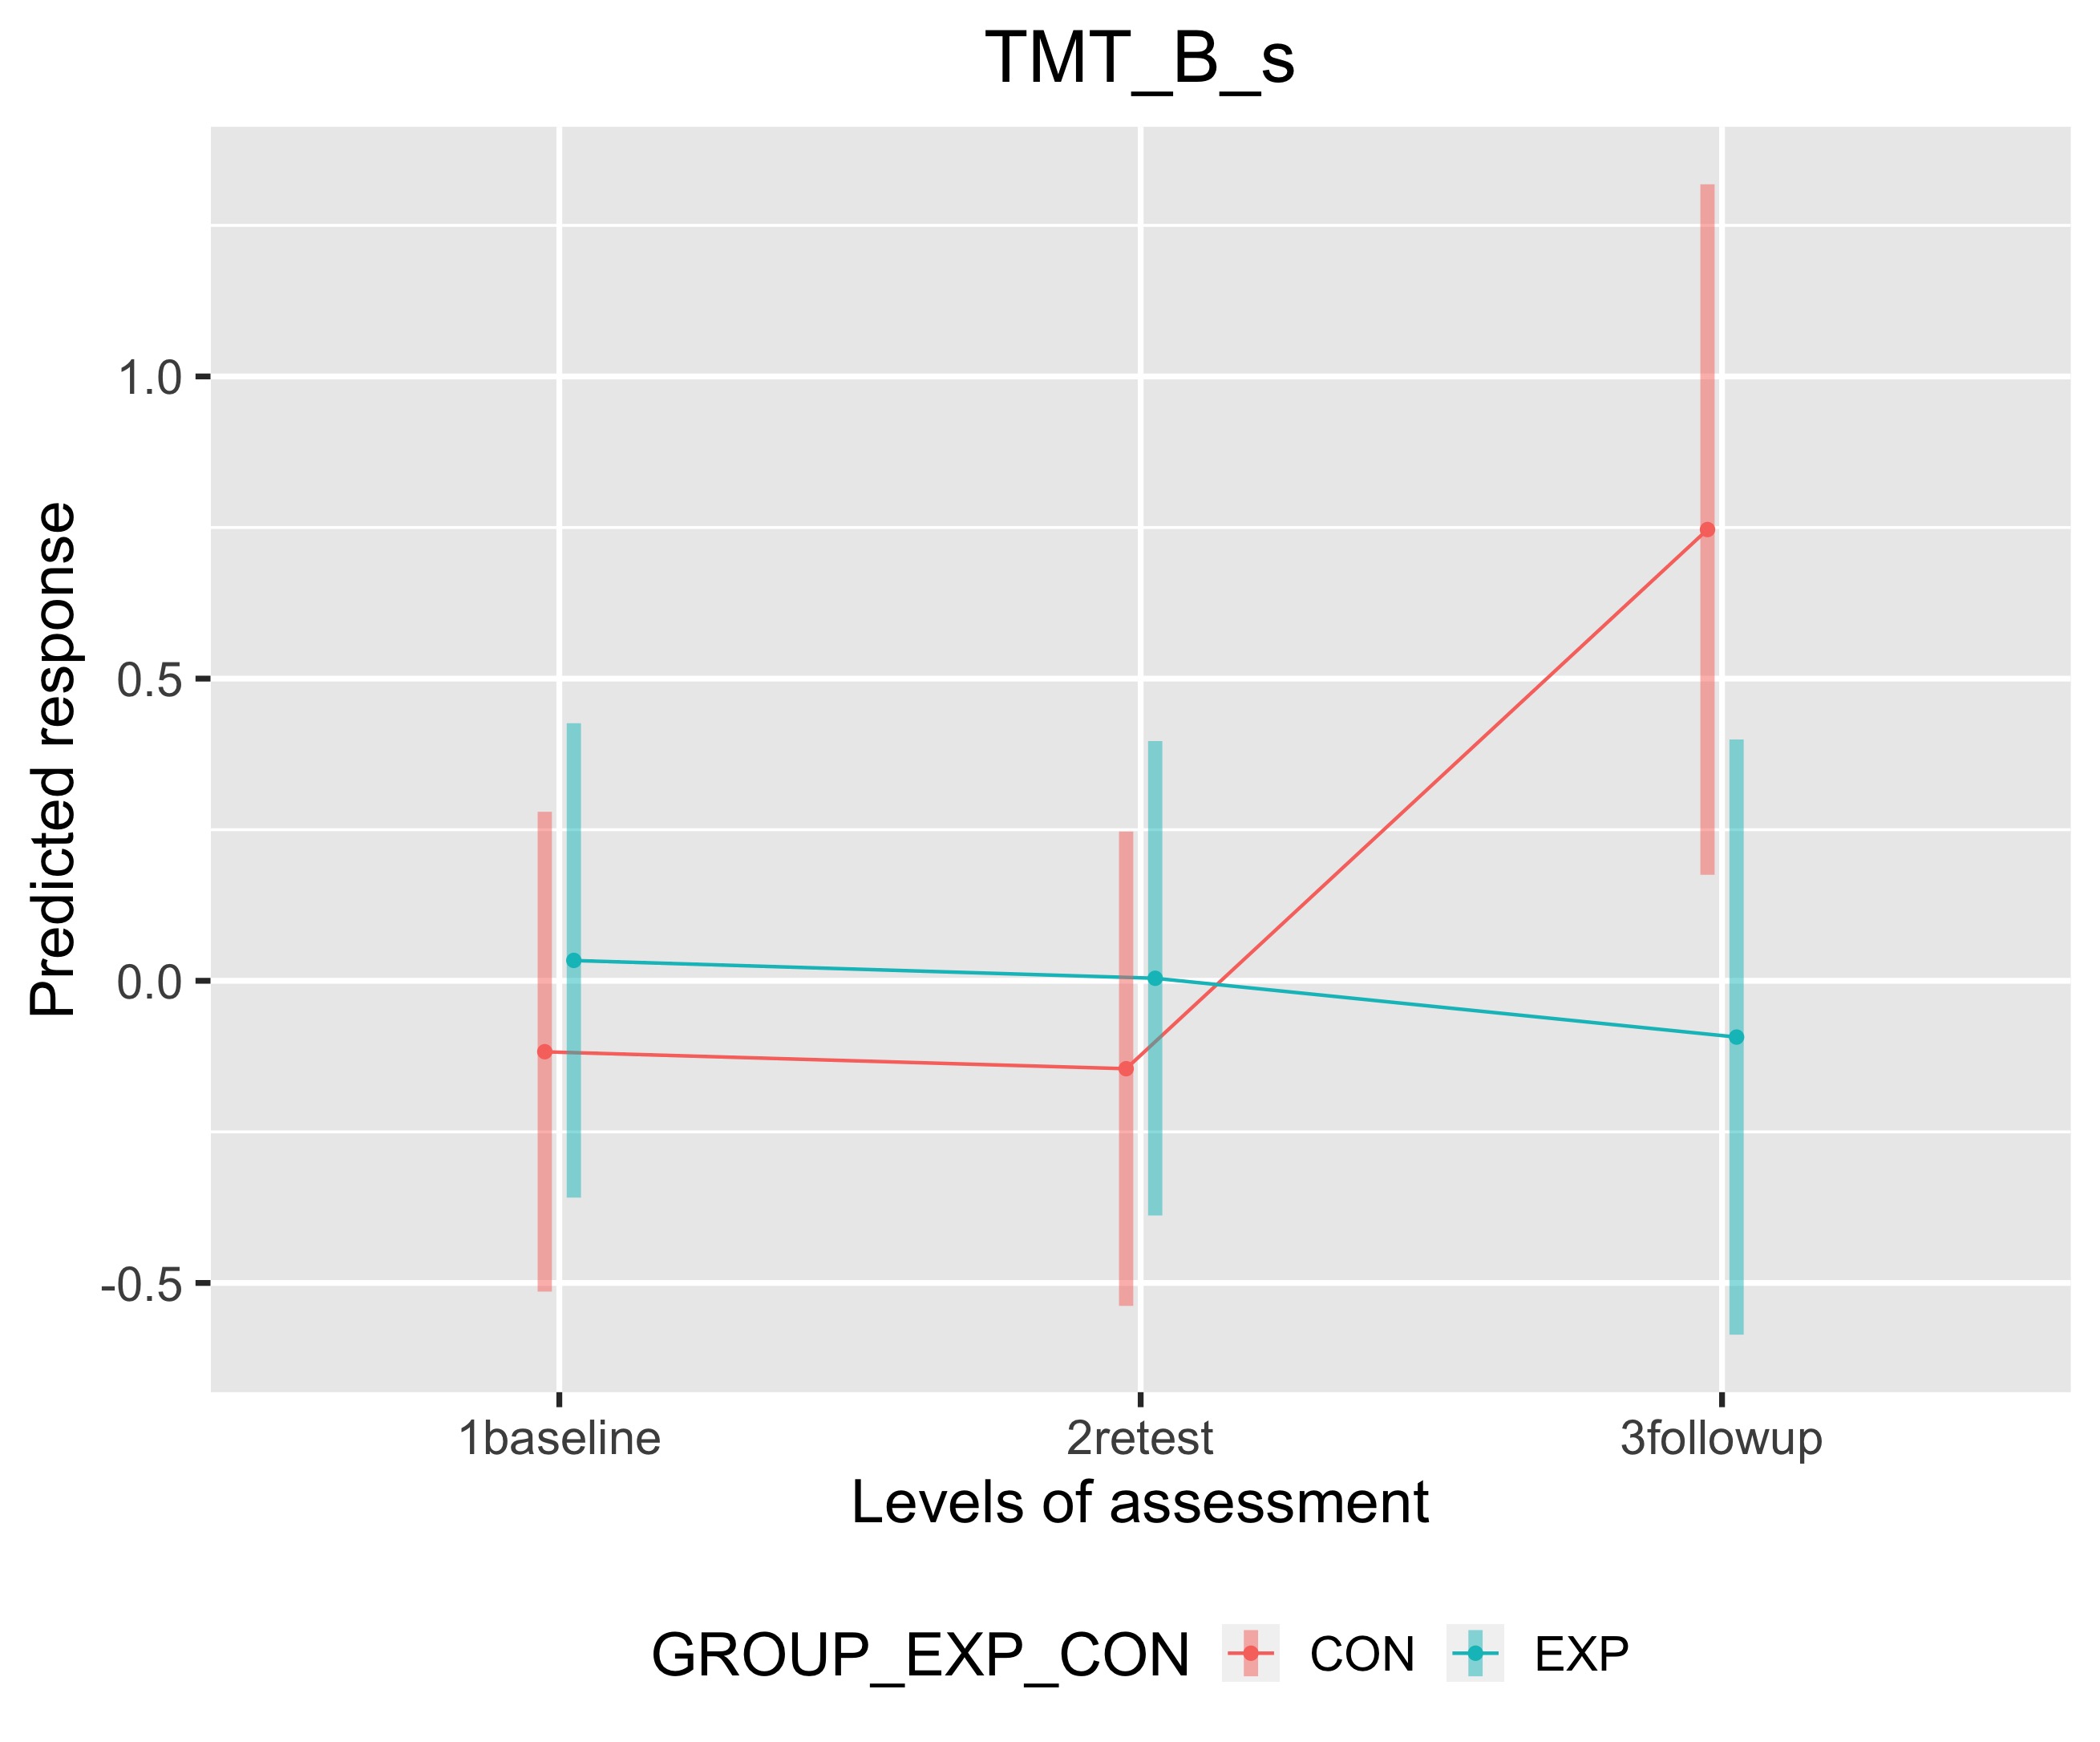 TMT_B_s
Predicted response
1.0
0.5
0.0
-0.5
1baseline 2retest 3followup
Levels of assessment
GROUP_EXP_CON CON EXP